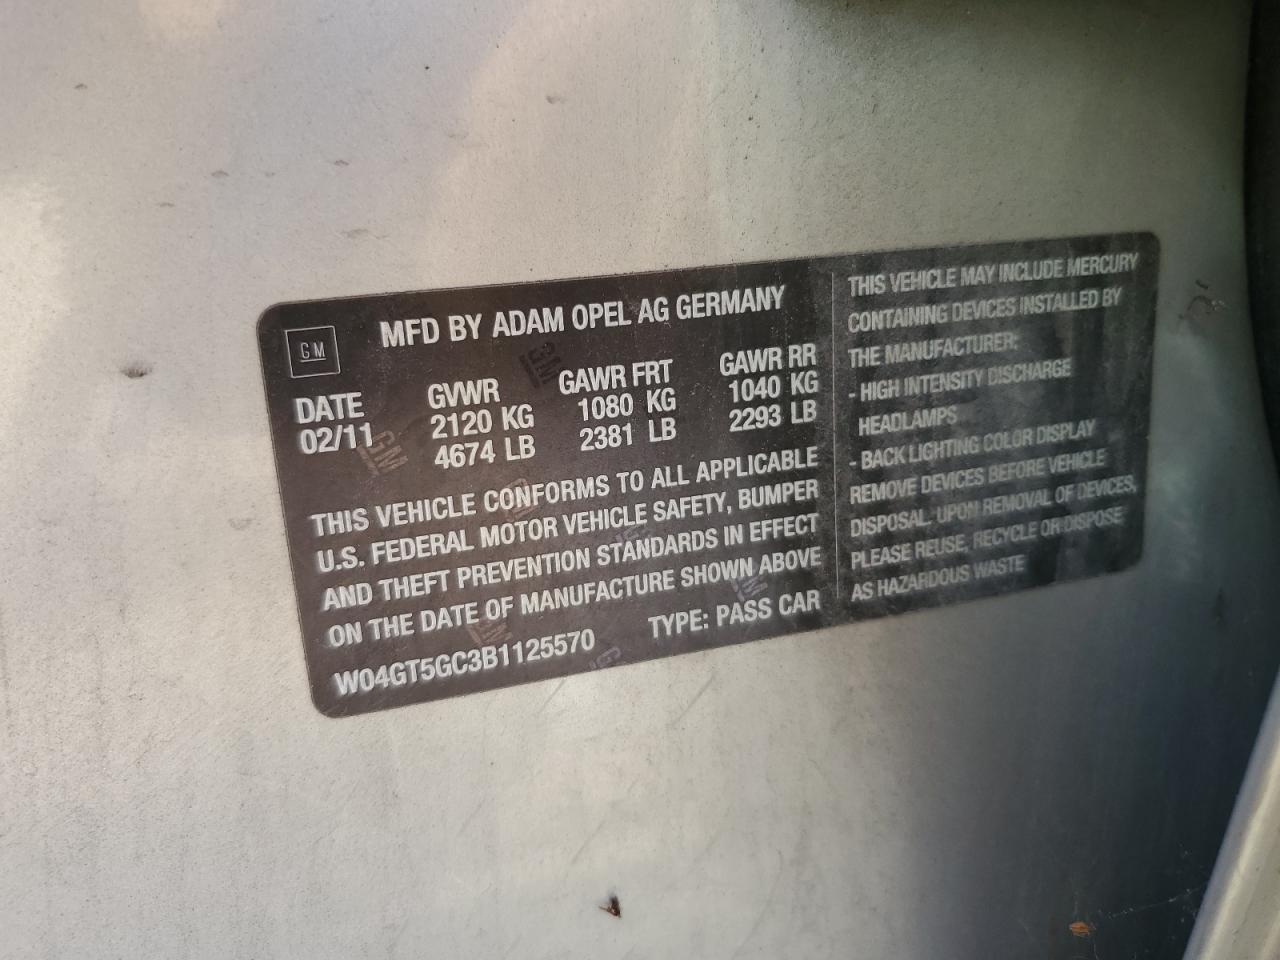 GM
MFD BY ADAM OPEL AG GERMANY
DATE GVWR GAWR FRT GAWR RR
02/11 2120 KG 1080 KG 1040 KG
4674 LB 2381 LB 2293 LB
THIS VEHICLE CONFORMS TO ALL APPLICABLE
U.S. FEDERAL MOTOR VEHICLE SAFETY, BUMPER
AND THEFT PREVENTION STANDARDS IN EFFECT
ON THE DATE OF MANUFACTURE SHOWN ABOVE
W04GT5GC3B1125570 TYPE: PASS CAR
THIS VEHICLE MAY INCLUDE MERCURY
CONTAINING DEVICES INSTALLED BY
THE MANUFACTURER:
- HIGH INTENSITY DISCHARGE
HEADLAMPS
- BACK LIGHTING COLOR DISPLAY
REMOVE DEVICES BEFORE VEHICLE
DISPOSAL. UPON REMOVAL OF DEVICES,
PLEASE REUSE, RECYCLE OR DISPOSE
AS HAZARDOUS WASTE